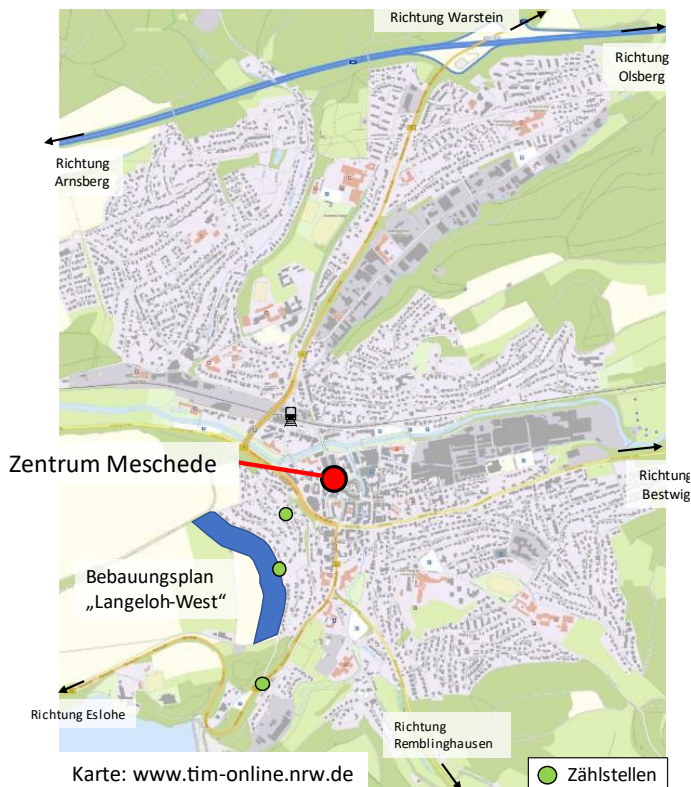 Richtung Warstein
Richtung
Olsberg
Richtung
Arnsberg
Zentrum Meschede
Richtung
Bestwig
Bebauungsplan
„Langeloh-West“
Richtung Eslohe
Richtung
Remblinghausen
Karte: www.tim-online.nrw.de
Zählstellen